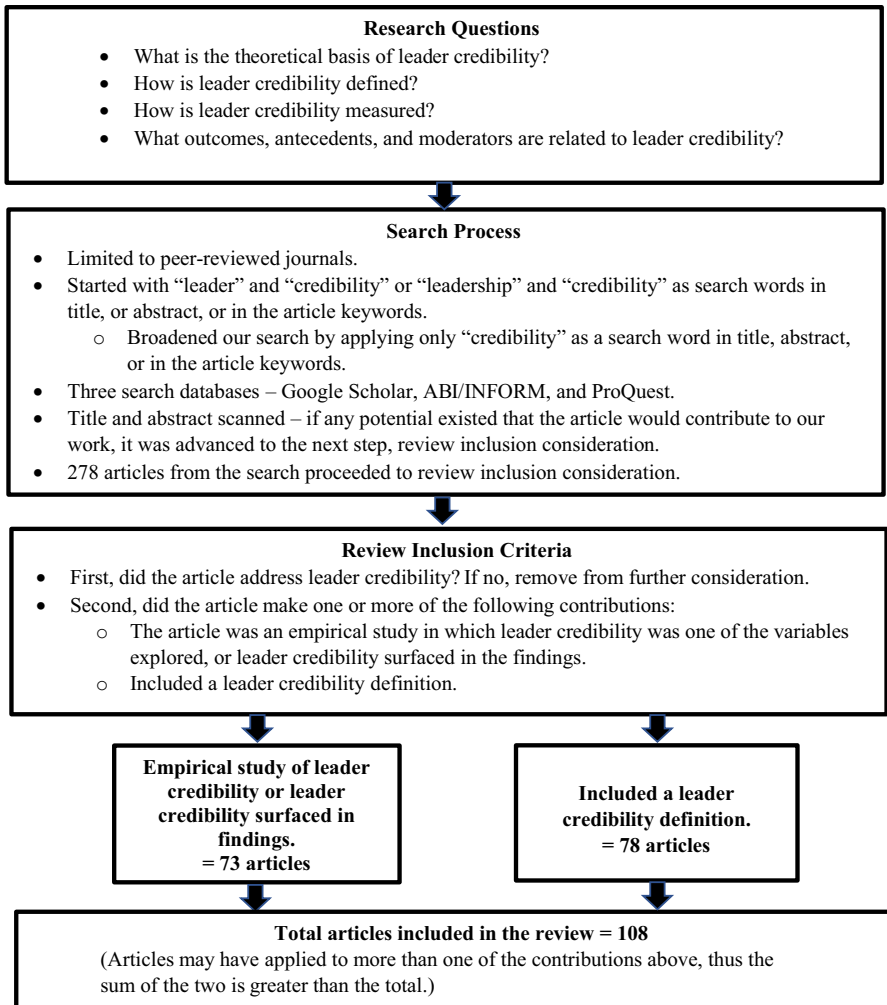 Research Questions
• What is the theoretical basis of leader credibility?
• How is leader credibility defined?
• How is leader credibility measured?
• What outcomes, antecedents, and moderators are related to leader credibility?
Search Process
• Limited to peer-reviewed journals.
• Started with “leader” and “credibility” or “leadership” and “credibility” as search words in
title, or abstract, or in the article keywords.
o Broadened our search by applying only “credibility” as a search word in title, abstract,
or in the article keywords.
• Three search databases – Google Scholar, ABI/INFORM, and ProQuest.
• Title and abstract scanned – if any potential existed that the article would contribute to our
work, it was advanced to the next step, review inclusion consideration.
• 278 articles from the search proceeded to review inclusion consideration.
Review Inclusion Criteria
• First, did the article address leader credibility? If no, remove from further consideration.
• Second, did the article make one or more of the following contributions:
o The article was an empirical study in which leader credibility was one of the variables
explored, or leader credibility surfaced in the findings.
o Included a leader credibility definition.
Empirical study of leader
credibility or leader
credibility surfaced in
findings.
= 73 articles
Included a leader
credibility definition.
= 78 articles
Total articles included in the review = 108
(Articles may have applied to more than one of the contributions above, thus the
sum of the two is greater than the total.)